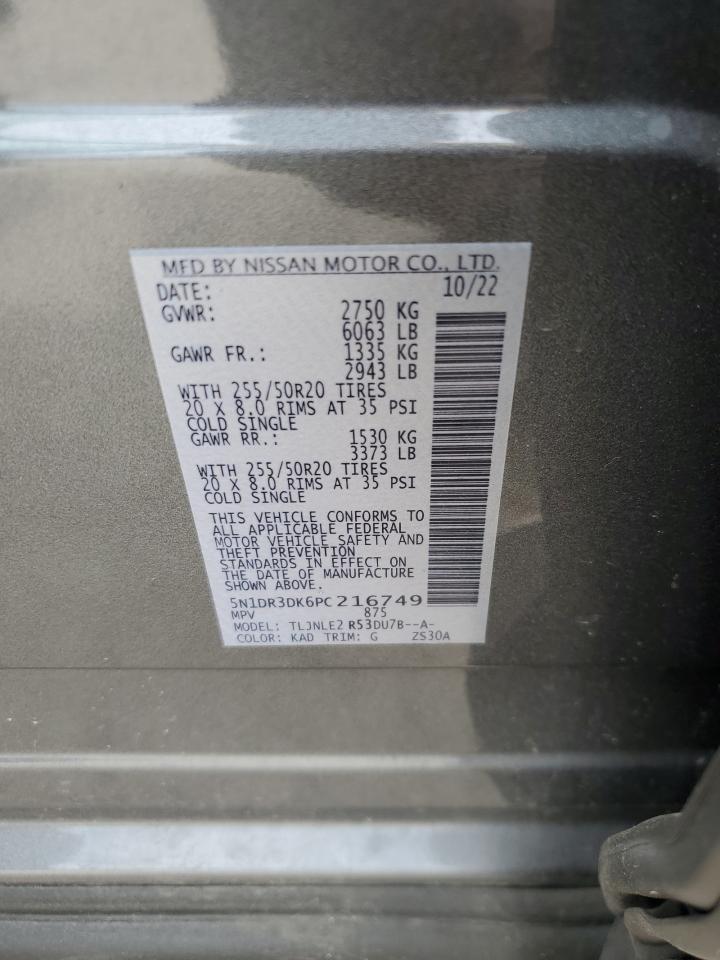 MFD BY NISSAN MOTOR CO., LTD.
DATE: 10/22
GVWR: 2750 KG
6063 LB
GAWR FR.: 1335 KG
2943 LB
WITH 255/50R20 TIRES
20 X 8.0 RIMS AT 35 PSI
COLD SINGLE
GAWR RR.: 1530 KG
3373 LB
WITH 255/50R20 TIRES
20 X 8.0 RIMS AT 35 PSI
COLD SINGLE
THIS VEHICLE CONFORMS TO
ALL APPLICABLE FEDERAL
MOTOR VEHICLE SAFETY AND
THEFT PREVENTION
STANDARDS IN EFFECT ON
THE DATE OF MANUFACTURE
SHOWN ABOVE.
5N1DR3DK6PC216749
MPV 875
MODEL: TLJNLE2 R53DU7B--A-
COLOR: KAD TRIM: G ZS30A